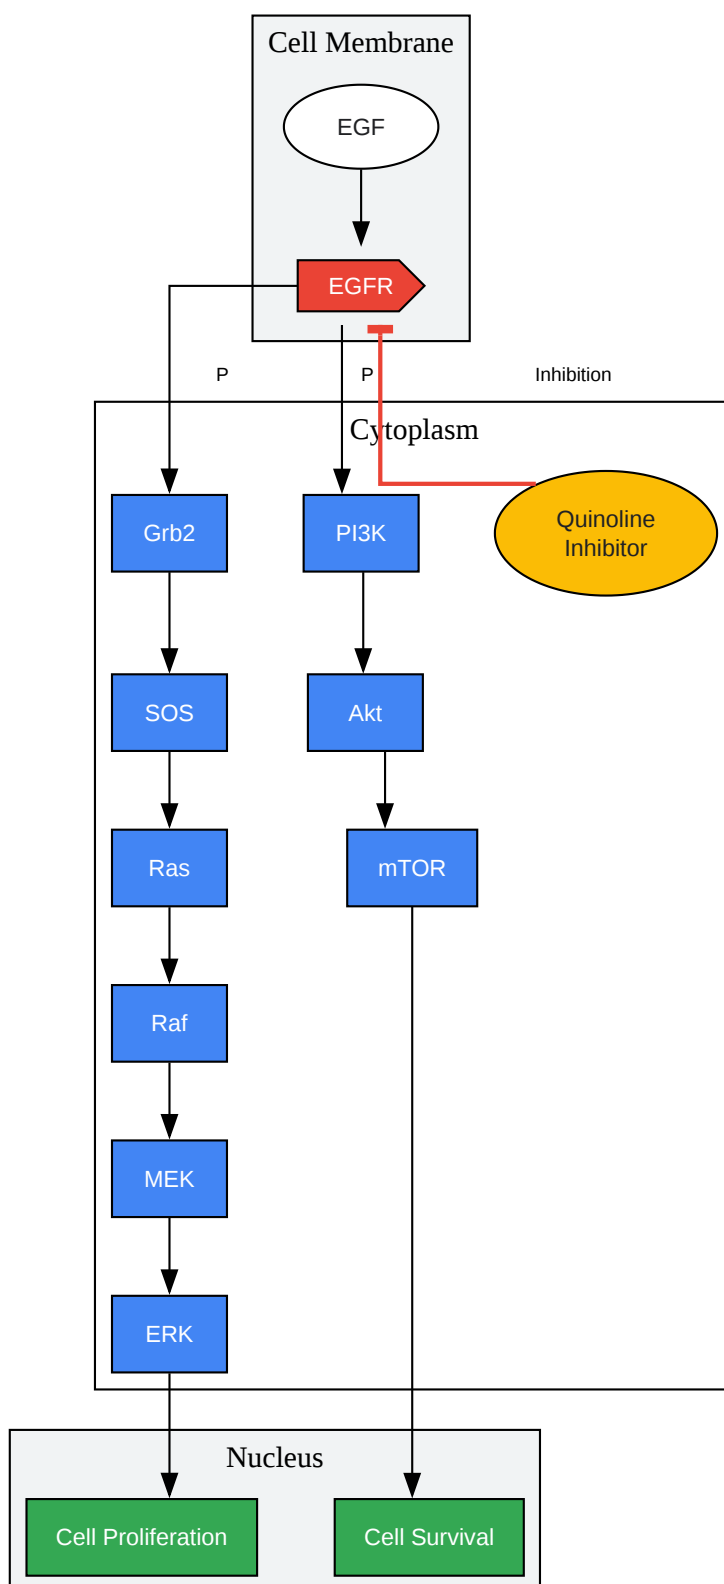 Cell Membrane
EGF
EGFR
P
P
Inhibition
Cytoplasm
Grb2
PI3K
Quinoline
Inhibitor
SOS
Akt
Ras
mTOR
Raf
MEK
ERK
Nucleus
Cell Proliferation
Cell Survival